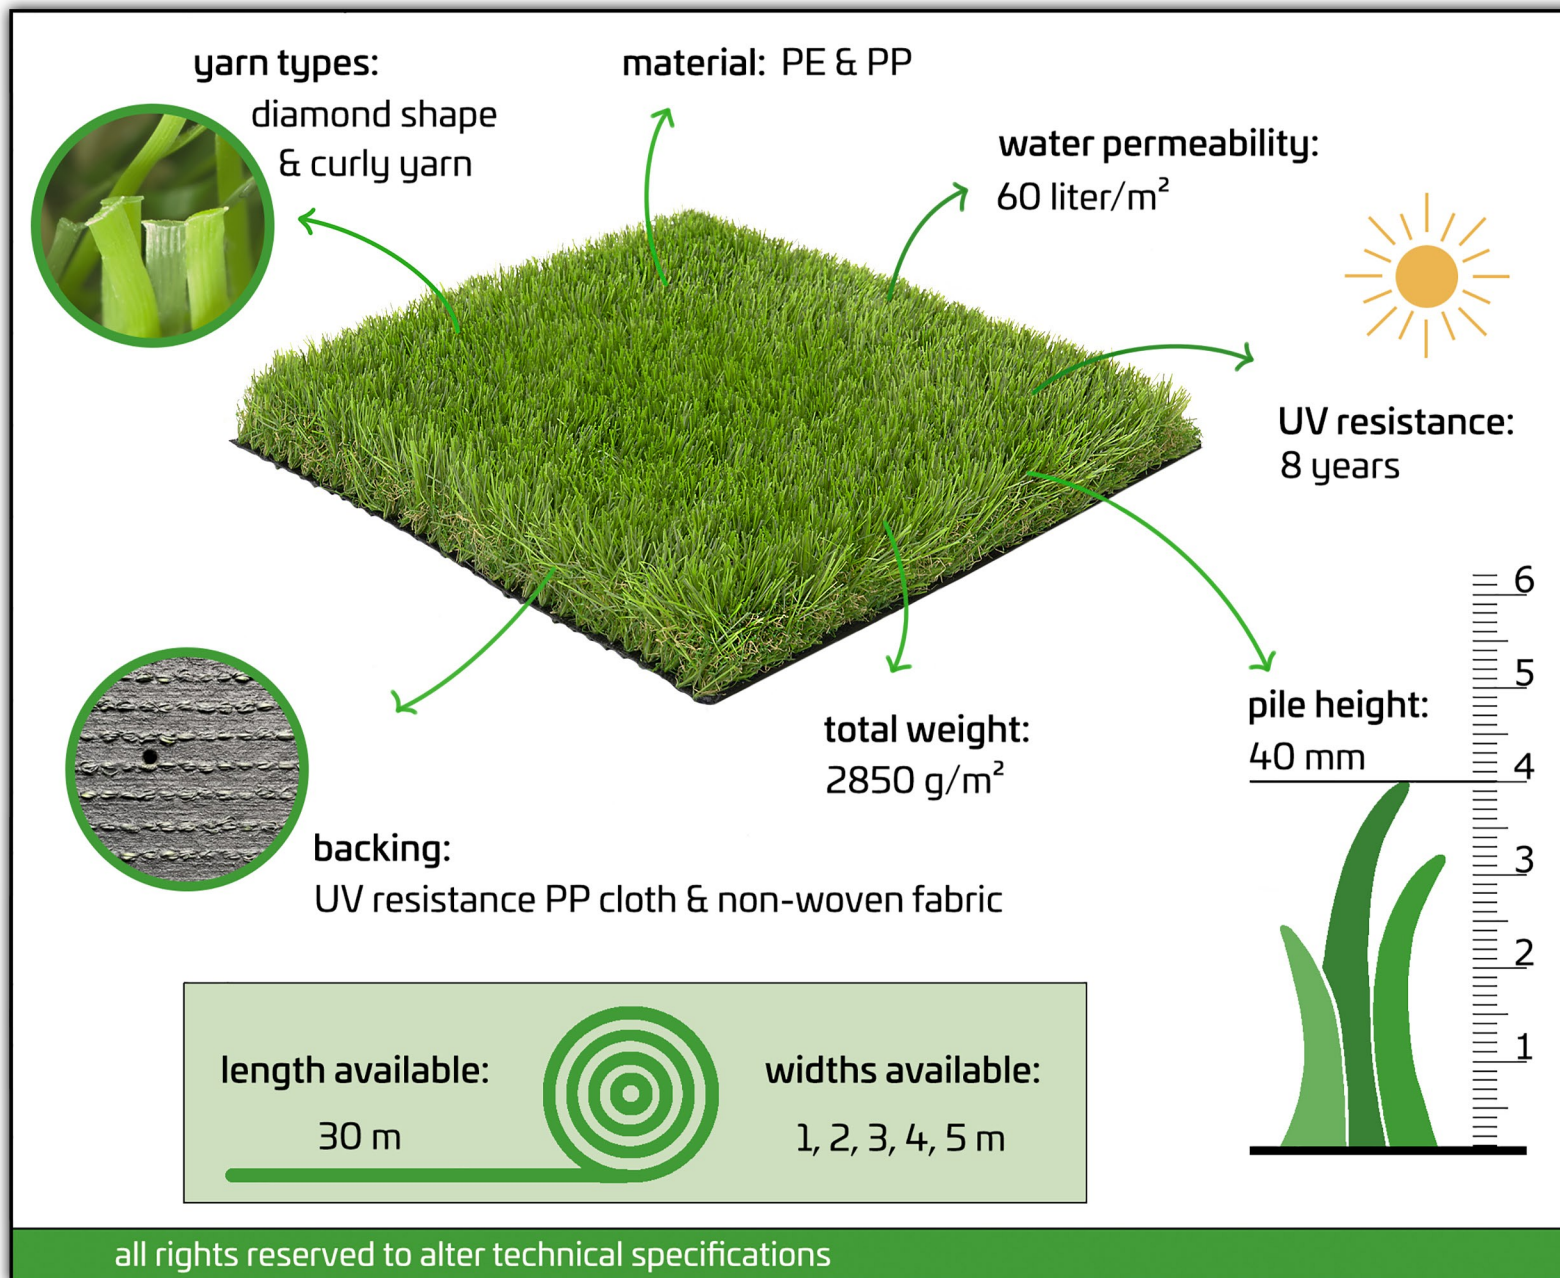 yarn types:
diamond shape
& curly yarn
material: PE & PP
water permeability:
60 liter/m²
UV resistance:
8 years
pile height:
40 mm
6
5
4
3
2
1
total weight:
2850 g/m²
backing:
UV resistance PP cloth & non-woven fabric
length available:
30 m
widths available:
1, 2, 3, 4, 5 m
all rights reserved to alter technical specifications